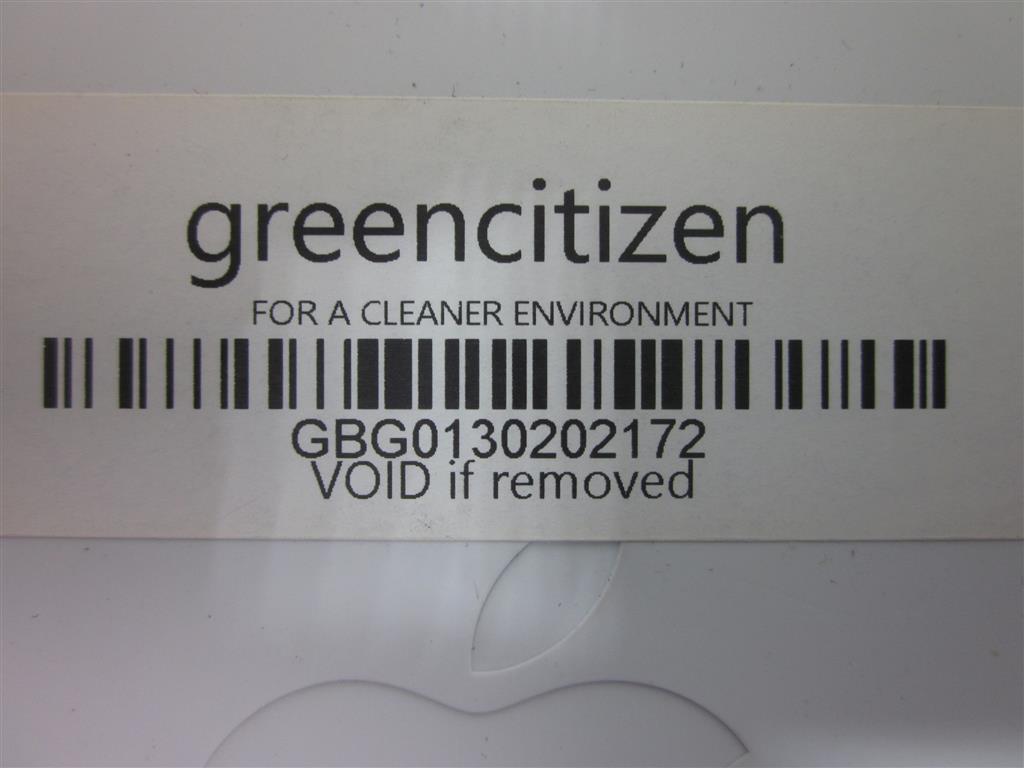 greencitizen
FOR A CLEANER ENVIRONMENT
GBG0130202172
VOID if removed